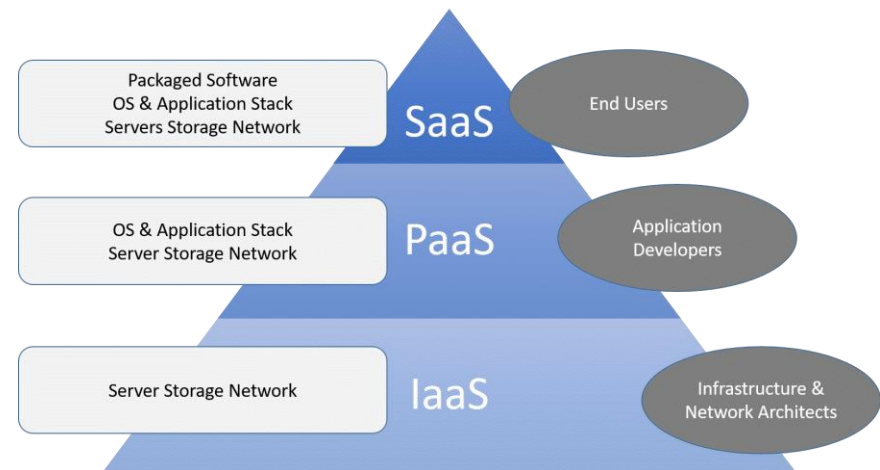 Packaged Software
OS & Application Stack
Servers Storage Network
SaaS
End Users
OS & Application Stack
Server Storage Network
PaaS
Application
Developers
Server Storage Network
IaaS
Infrastructure &
Network Architects